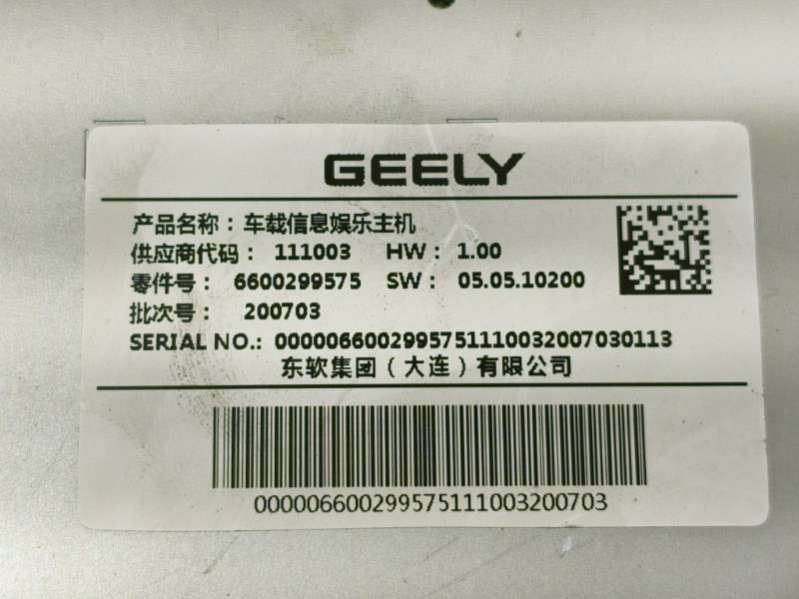 GEELY
产品名称：车载信息娱乐主机
供应商代码： 111003 HW： 1.00
零件号： 6600299575 SW： 05.05.10200
批次号： 200703
SERIAL NO.: 0000066002995751110032007030113
东软集团（大连）有限公司
000006600299575111003200703